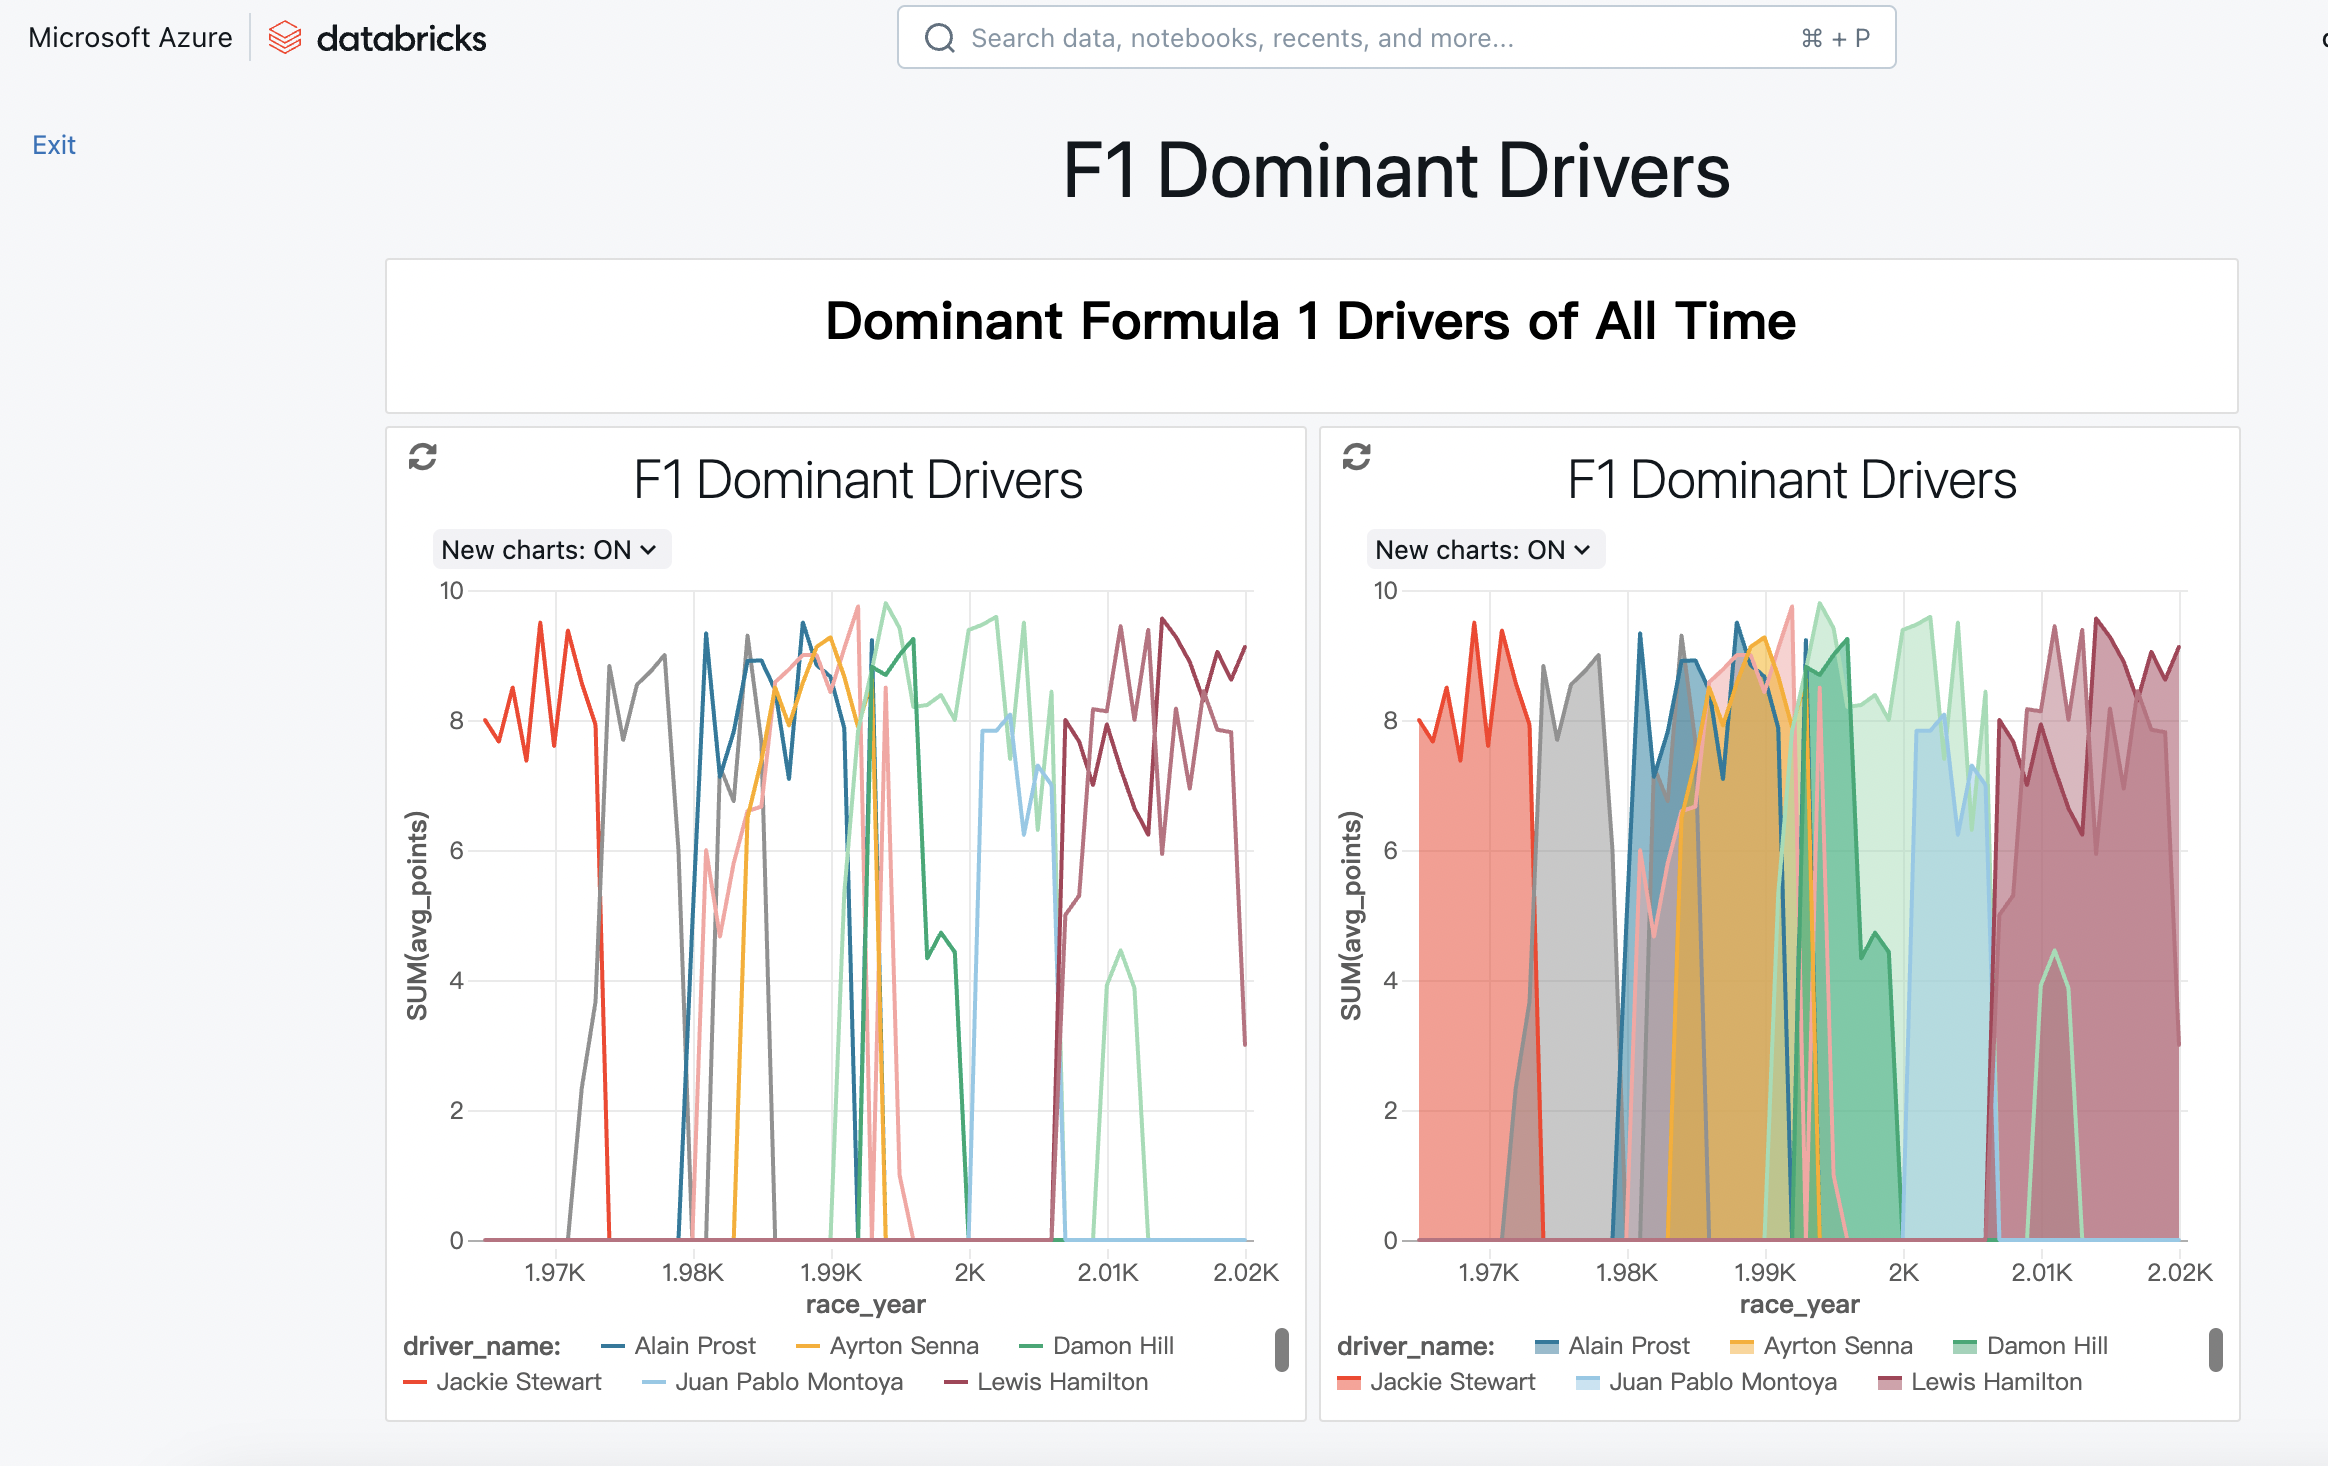 Microsoft Azure databricks Search data, notebooks, recents, and more... ⌘ + P
Exit
F1 Dominant Drivers
Dominant Formula 1 Drivers of All Time
F1 Dominant Drivers
New charts: ON
10
8
6
4
2
0
SUM(avg_points)
1.97K 1.98K 1.99K 2K 2.01K 2.02K
race_year
driver_name: Alain Prost Ayrton Senna Damon Hill
Jackie Stewart Juan Pablo Montoya Lewis Hamilton
F1 Dominant Drivers
New charts: ON
10
8
6
4
2
0
SUM(avg_points)
1.97K 1.98K 1.99K 2K 2.01K 2.02K
race_year
driver_name: Alain Prost Ayrton Senna Damon Hill
Jackie Stewart Juan Pablo Montoya Lewis Hamilton